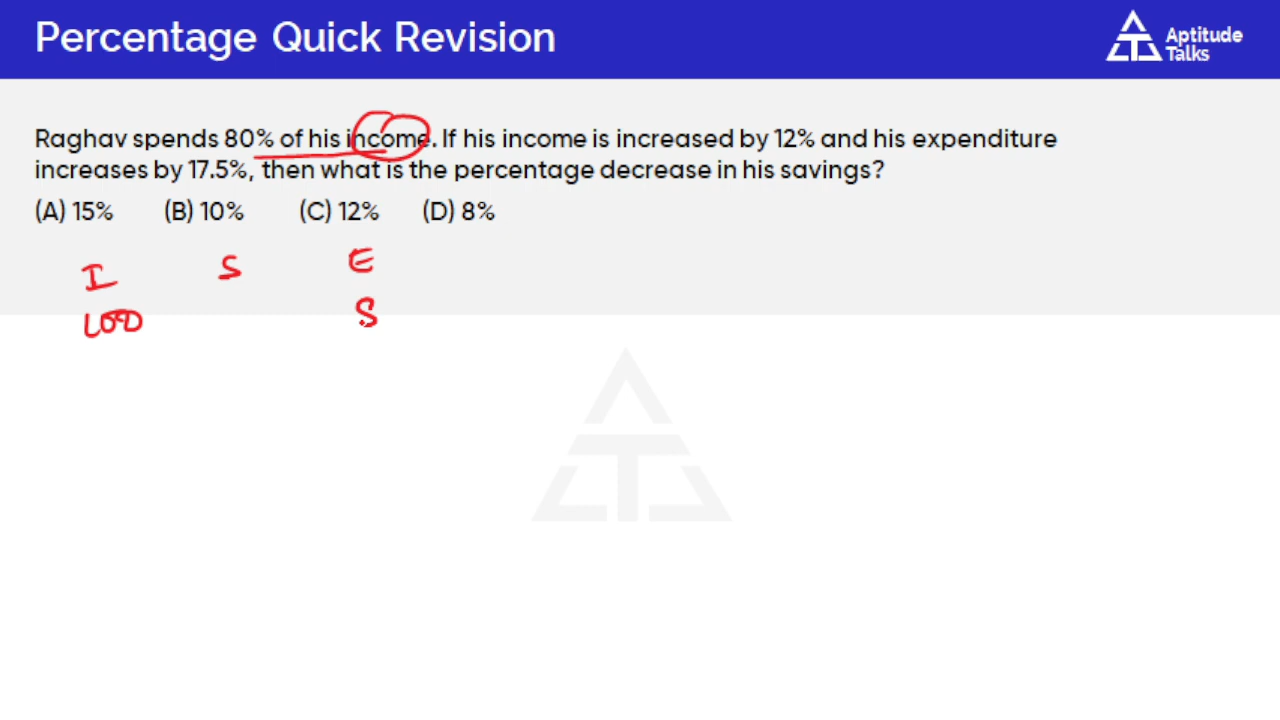 Percentage Quick Revision
Aptitude
Talks
Raghav spends 80% of his income. If his income is increased by 12% and his expenditure
increases by 17.5%, then what is the percentage decrease in his savings?
(A) 15% (B) 10% (C) 12% (D) 8%
I S E
100 S